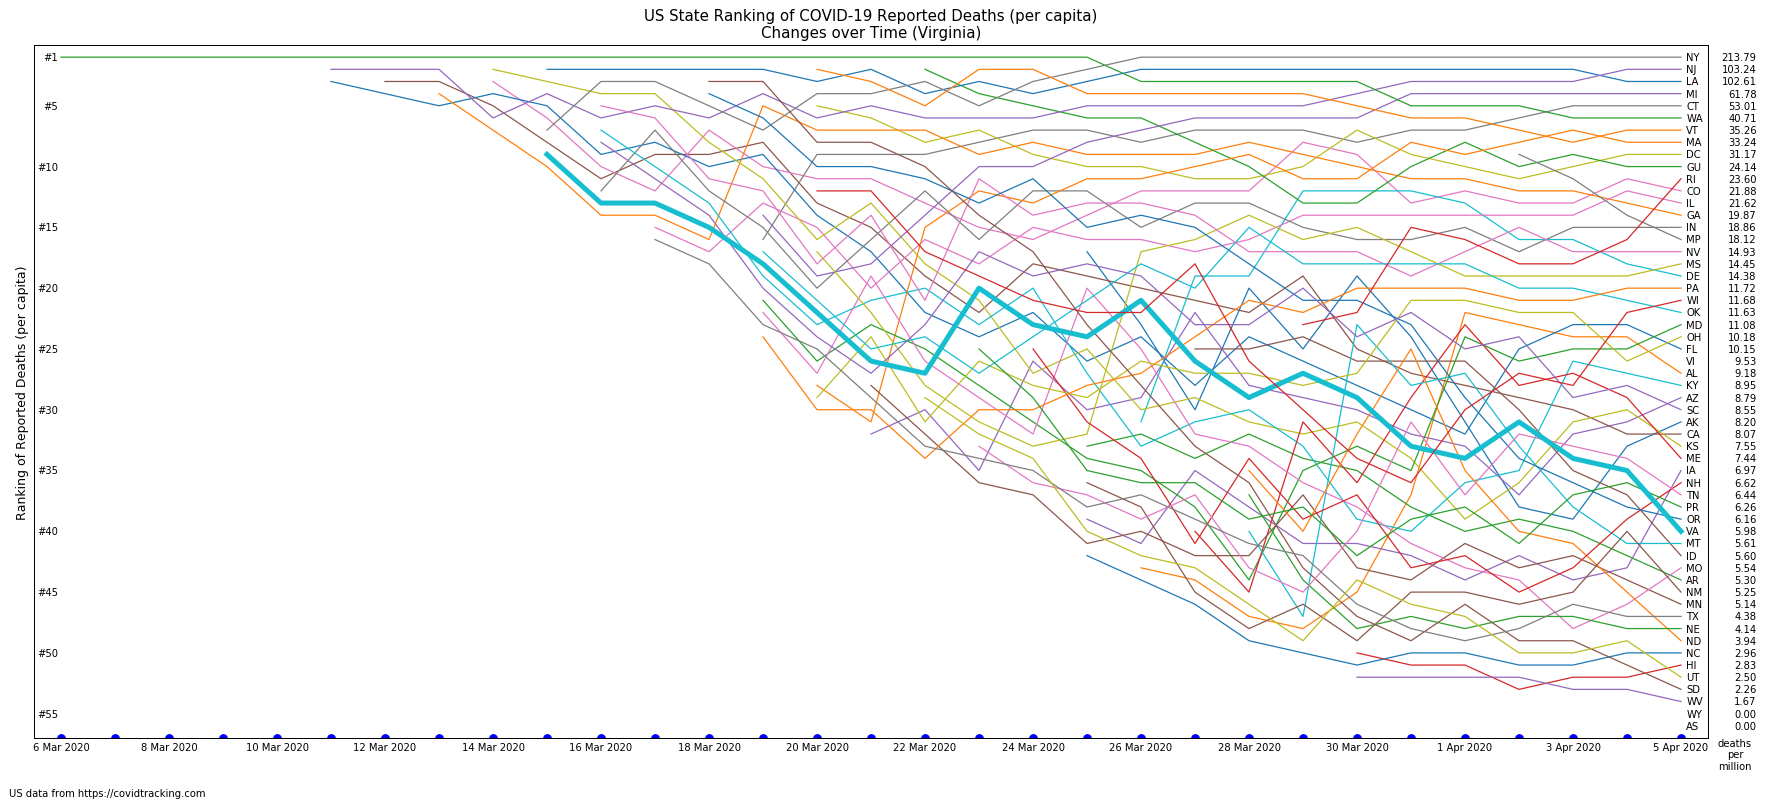 US State Ranking of COVID-19 Reported Deaths (per capita)
Changes over Time (Virginia)
Ranking of Reported Deaths (per capita)
#1
#5
#10
#15
#20
#25
#30
#35
#40
#45
#50
#55
NY 213.79
NJ 103.24
LA 102.61
MI 61.78
CT 53.01
WA 40.71
VT 35.26
MA 33.24
DC 31.17
GU 24.14
RI 23.60
CO 21.88
IL 21.62
GA 19.87
IN 18.86
MP 18.12
NV 14.93
MS 14.45
DE 14.38
PA 11.72
WI 11.68
OK 11.63
MD 11.08
OH 10.18
FL 10.15
VI 9.53
AL 9.18
KY 8.95
AZ 8.79
SC 8.55
AK 8.20
CA 8.07
KS 7.55
ME 7.44
IA 6.97
NH 6.62
TN 6.44
PR 6.26
OR 6.16
VA 5.98
MT 5.61
ID 5.60
MO 5.54
AR 5.30
NM 5.25
MN 5.14
TX 4.38
NE 4.14
ND 3.94
NC 2.96
HI 2.83
UT 2.50
SD 2.26
WV 1.67
WY 0.00
AS 0.00
6 Mar 2020 8 Mar 2020 10 Mar 2020 12 Mar 2020 14 Mar 2020 16 Mar 2020 18 Mar 2020 20 Mar 2020 22 Mar 2020 24 Mar 2020 26 Mar 2020 28 Mar 2020 30 Mar 2020 1 Apr 2020 3 Apr 2020 5 Apr 2020
deaths
per
million
US data from https://covidtracking.com